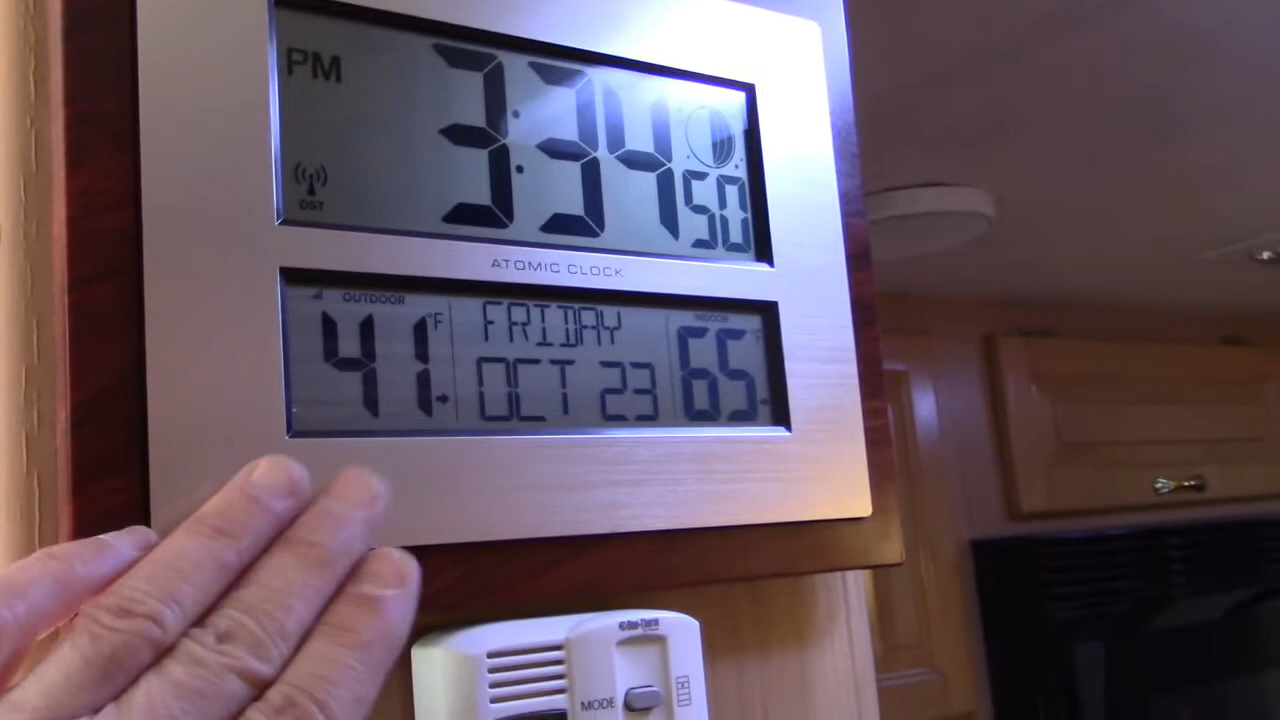 PM 3:34 50
DST
ATOMIC CLOCK
OUTDOOR
41 °F
FRIDAY
OCT 23
INDOOR
65 °F
MODE